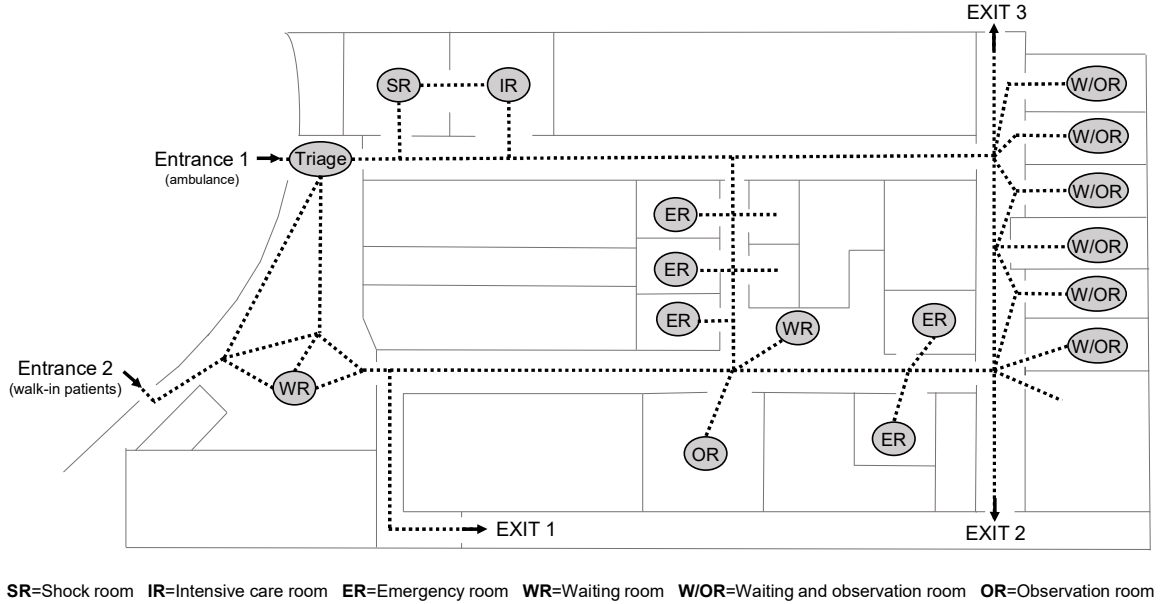 EXIT 3
SR
IR
W/OR
W/OR
Entrance 1
(ambulance)
Triage
W/OR
ER
W/OR
ER
W/OR
ER
WR
ER
W/OR
Entrance 2
(walk-in patients)
WR
ER
OR
EXIT 1
EXIT 2
SR=Shock room IR=Intensive care room ER=Emergency room WR=Waiting room W/OR=Waiting and observation room OR=Observation room